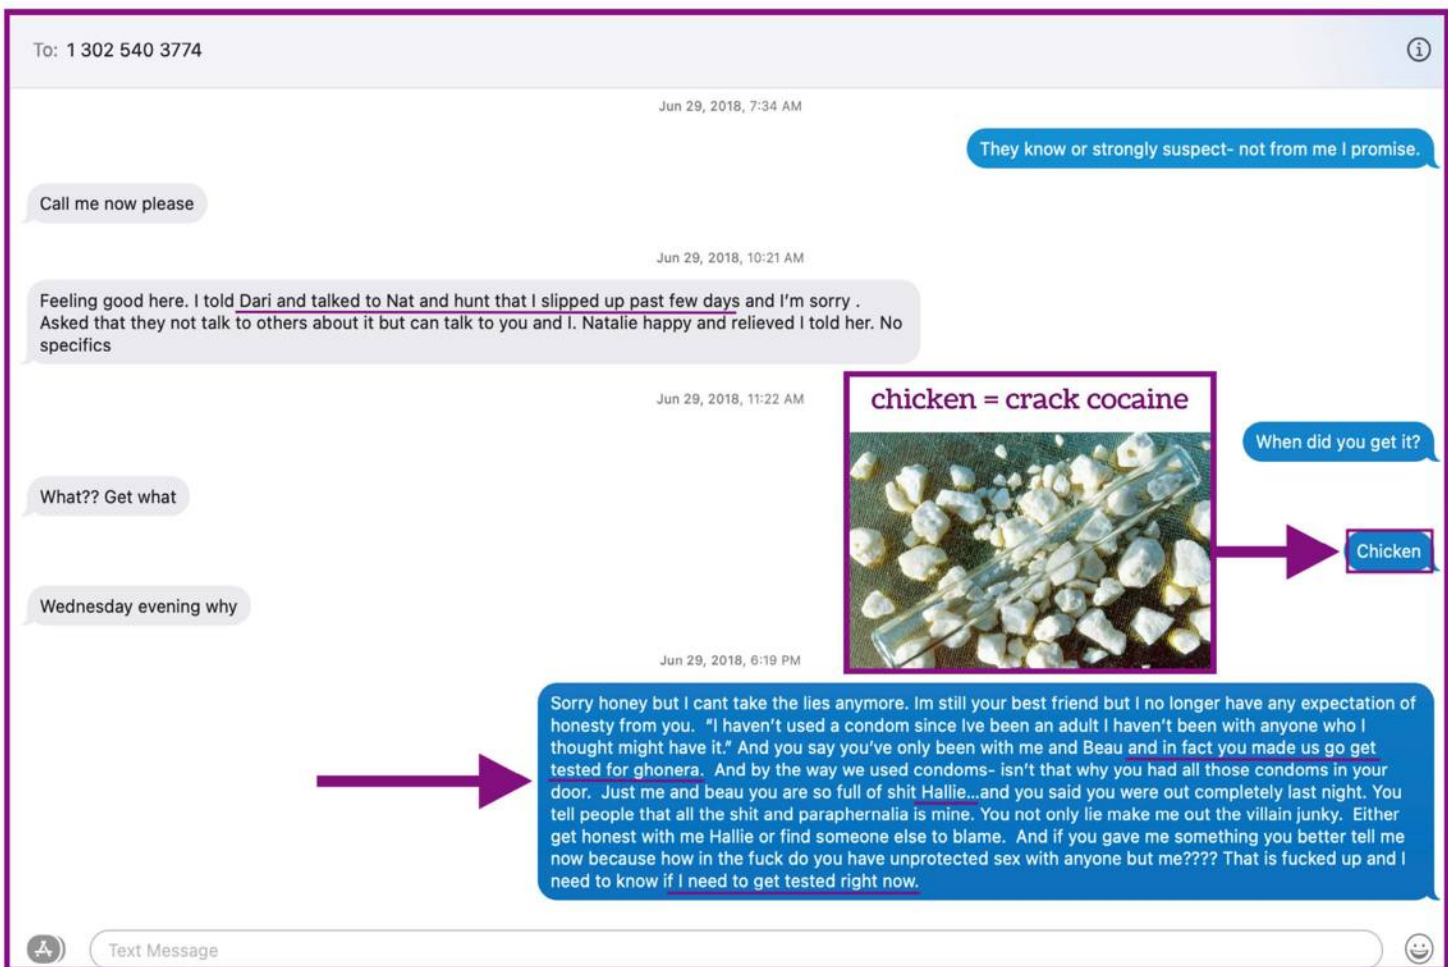 To: 1 302 540 3774
Jun 29, 2018, 7:34 AM
They know or strongly suspect- not from me I promise.
Call me now please
Jun 29, 2018, 10:21 AM
Feeling good here. I told Dari and talked to Nat and hunt that I slipped up past few days and I'm sorry .
Asked that they not talk to others about it but can talk to you and I. Natalie happy and relieved I told her. No
specifics
Jun 29, 2018, 11:22 AM
chicken = crack cocaine
When did you get it?
What?? Get what
Chicken
Wednesday evening why
Jun 29, 2018, 6:19 PM
Sorry honey but I cant take the lies anymore. Im still your best friend but I no longer have any expectation of
honesty from you. "I haven't used a condom since Ive been an adult I haven't been with anyone who I
thought might have it." And you say you've only been with me and Beau and in fact you made us go get
tested for ghonera. And by the way we used condoms- isn't that why you had all those condoms in your
door. Just me and beau you are so full of shit Hallie...and you said you were out completely last night. You
tell people that all the shit and paraphernalia is mine. You not only lie make me out the villain junky. Either
get honest with me Hallie or find someone else to blame. And if you gave me something you better tell me
now because how in the fuck do you have unprotected sex with anyone but me???? That is fucked up and I
need to know if I need to get tested right now.
Text Message